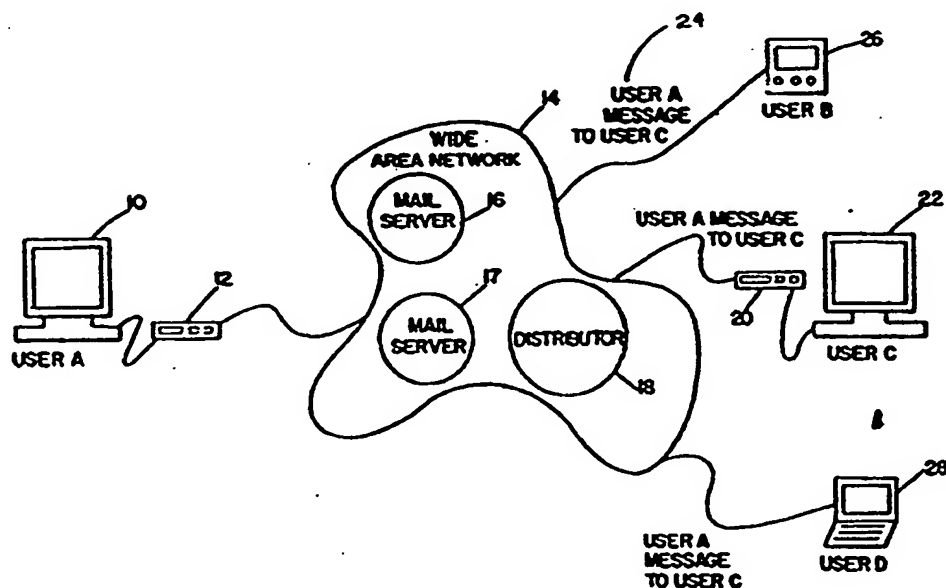 24
26
USER A
MESSAGE
TO USER C
USER B
14
WIDE
AREA NETWORK
10
MAIL
SERVER
16
22
USER A MESSAGE
TO USER C
12
17
MAIL
SERVER
DISTRIBUTOR
20
USER A
USER C
18
28
USER A
MESSAGE
TO USER C
USER D